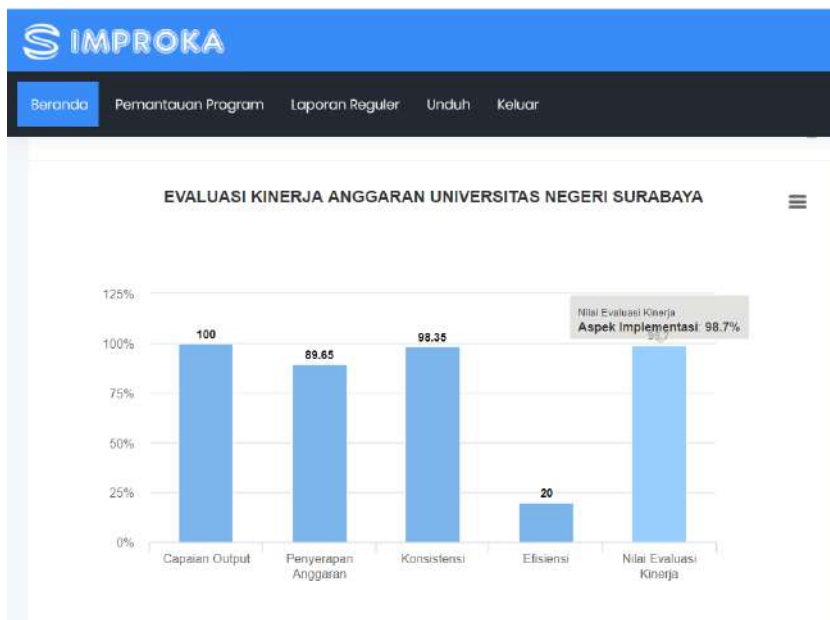 SIMPROKA
Beranda Pemantauan Program Laporan Reguler Unduh Keluar
EVALUASI KINERJA ANGGARAN UNIVERSITAS NEGERI SURABAYA
125%
Nilai Evaluasi Kinerja
Aspek Implementasi: 98.7%
100%
100
89.65
98.35
98.7
75%
50%
25%
20
0%
Capaian Output
Penyerapan
Anggaran
Konsistensi
Efisiensi
Nilai Evaluasi
Kinerja